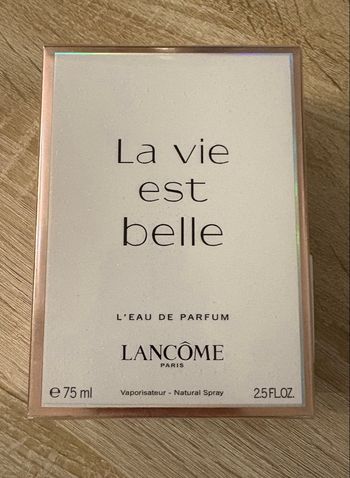 La vie
est
belle
L'EAU DE PARFUM
LANCÔME
PARIS
e 75 ml Vaporisateur - Natural Spray 2.5 FL.OZ.